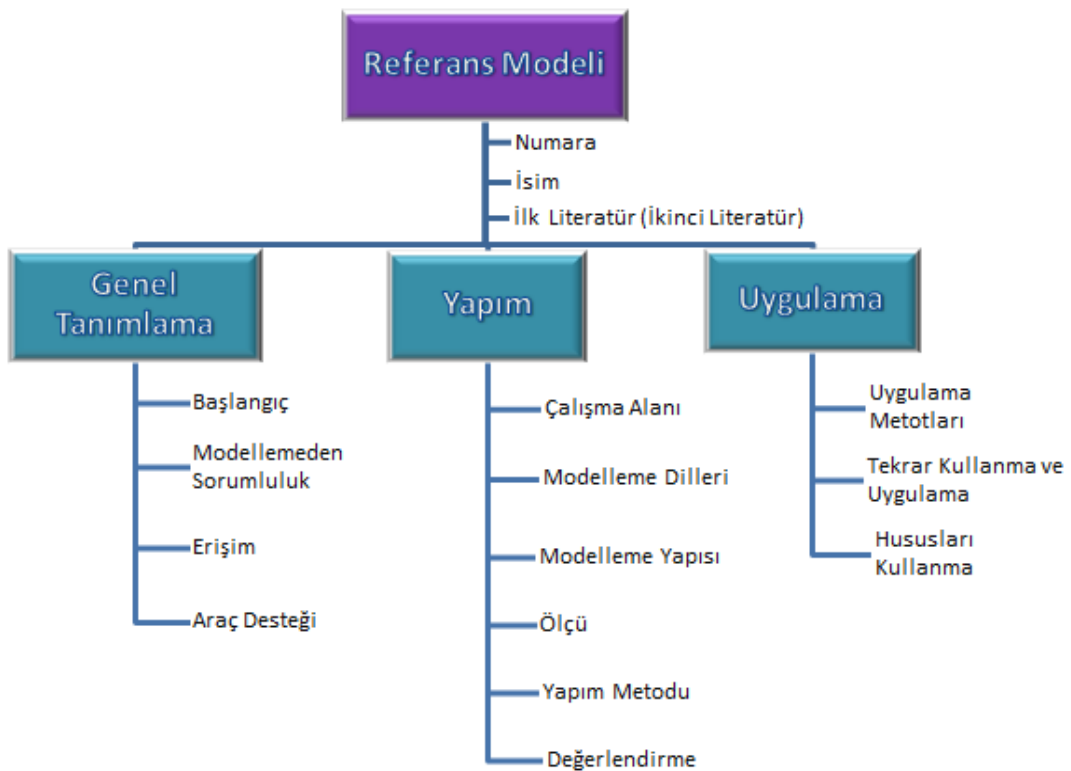 Referans Modeli
Numara
İsim
İlk Literatür (İkinci Literatür)
Genel
Tanımlama
Başlangıç
Modellemeden
Sorumluluk
Erişim
Araç Desteği
Yapım
Çalışma Alanı
Modelleme Dilleri
Modelleme Yapısı
Ölçü
Yapım Metodu
Değerlendirme
Uygulama
Uygulama
Metotları
Tekrar Kullanma ve
Uygulama
Hususları
Kullanma